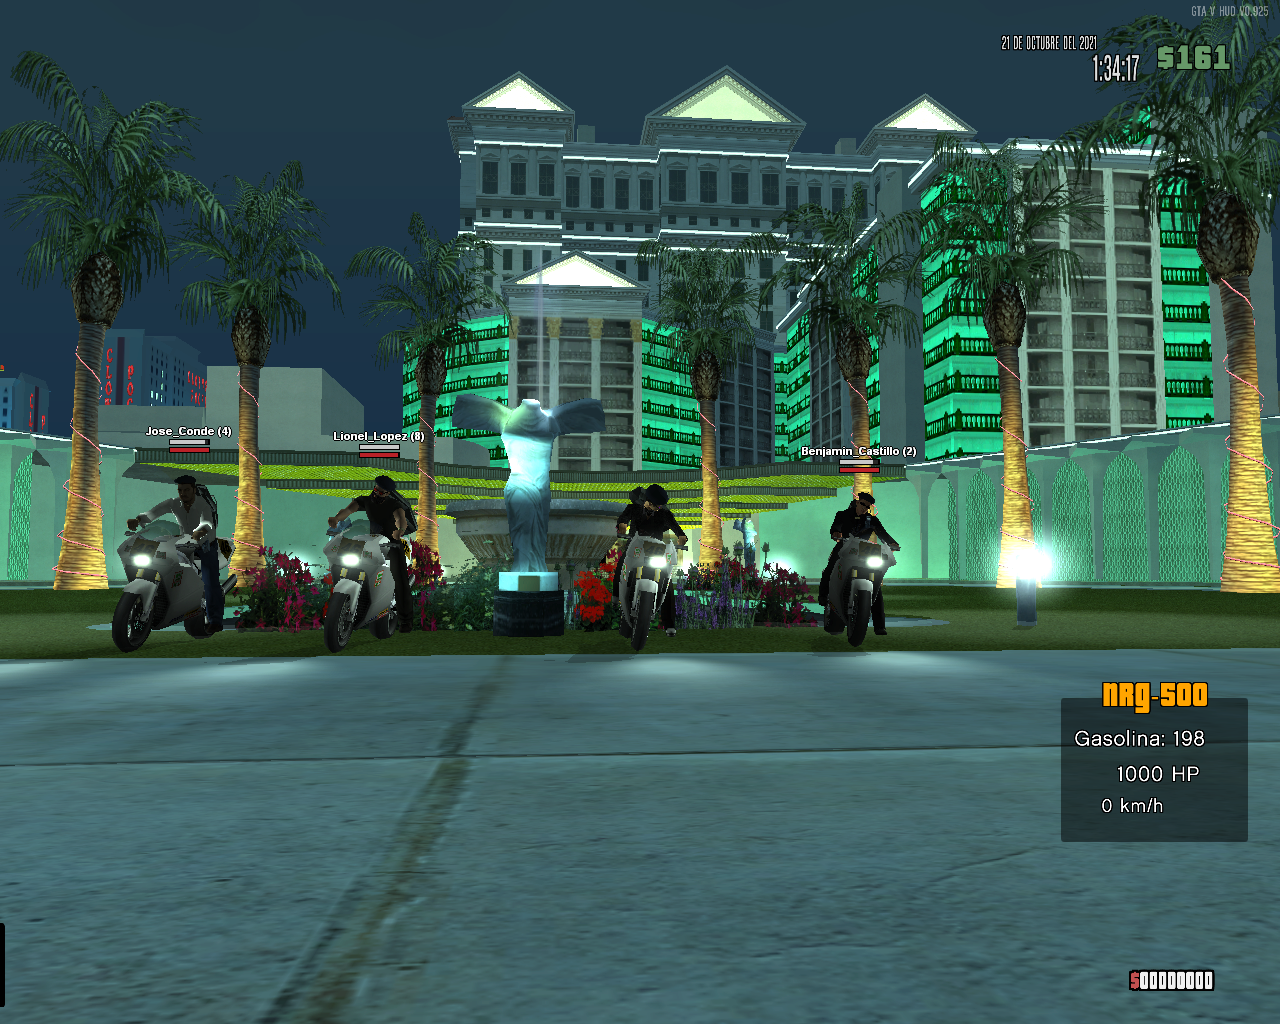 GTA V HUD V0.925
21 DE OCTUBRE DEL 2021
1:34:17
$161
Jose_Conde (4)
Lionel_Lopez (8)
Benjamin_Castillo (2)
NRG-500
Gasolina: 198
1000 HP
0 km/h
$00000000